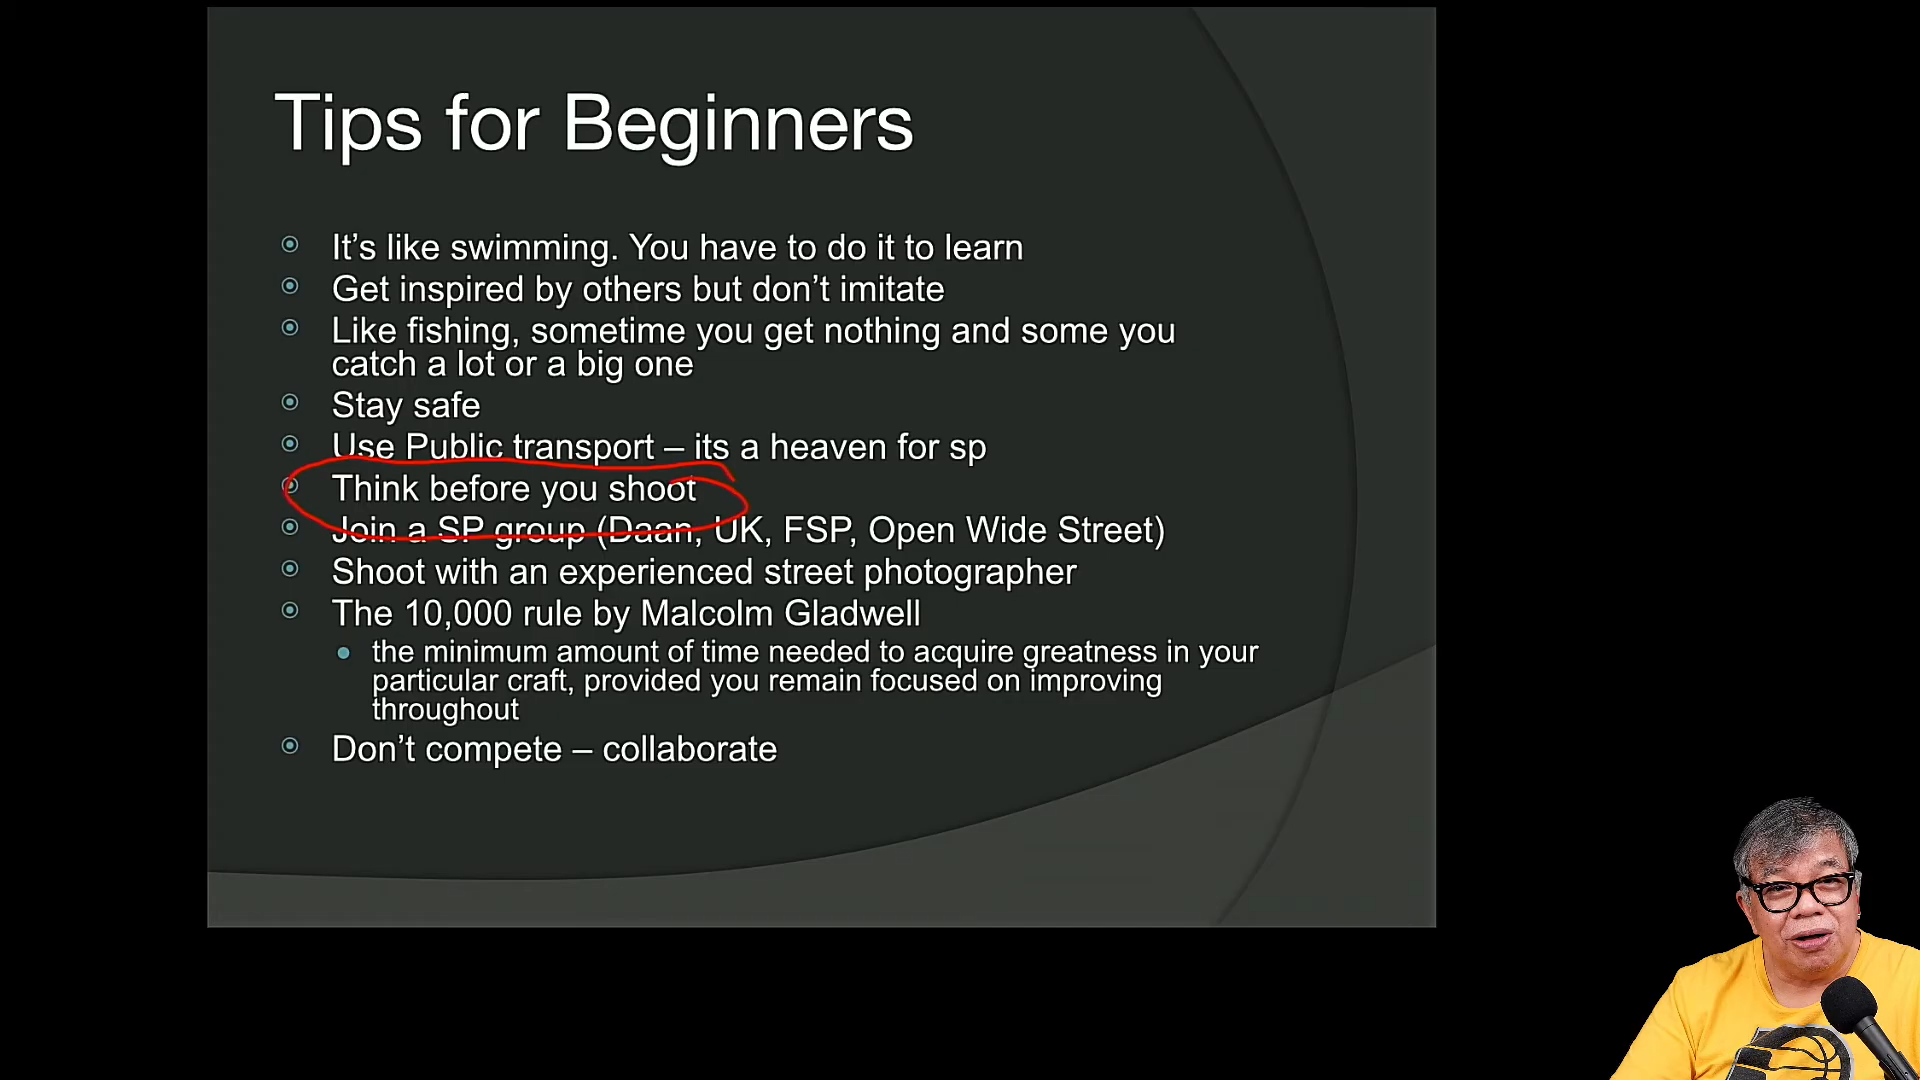 Tips for Beginners
It’s like swimming. You have to do it to learn
Get inspired by others but don’t imitate
Like fishing, sometime you get nothing and some you
catch a lot or a big one
Stay safe
Use Public transport – its a heaven for sp
Think before you shoot
Join a SP group (Daan, UK, FSP, Open Wide Street)
Shoot with an experienced street photographer
The 10,000 rule by Malcolm Gladwell
the minimum amount of time needed to acquire greatness in your
particular craft, provided you remain focused on improving
throughout
Don’t compete – collaborate